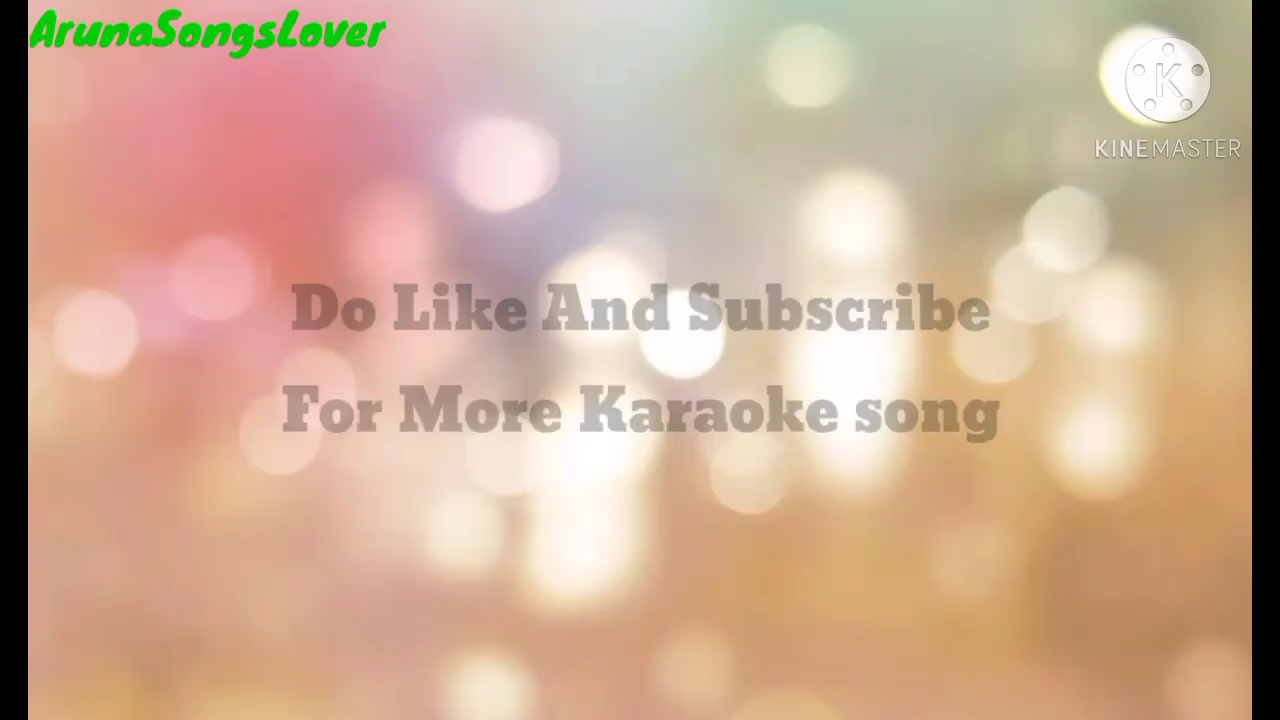 ArunaSongsLover
K
KINEMASTER
Do Like And Subscribe
For More Karaoke song